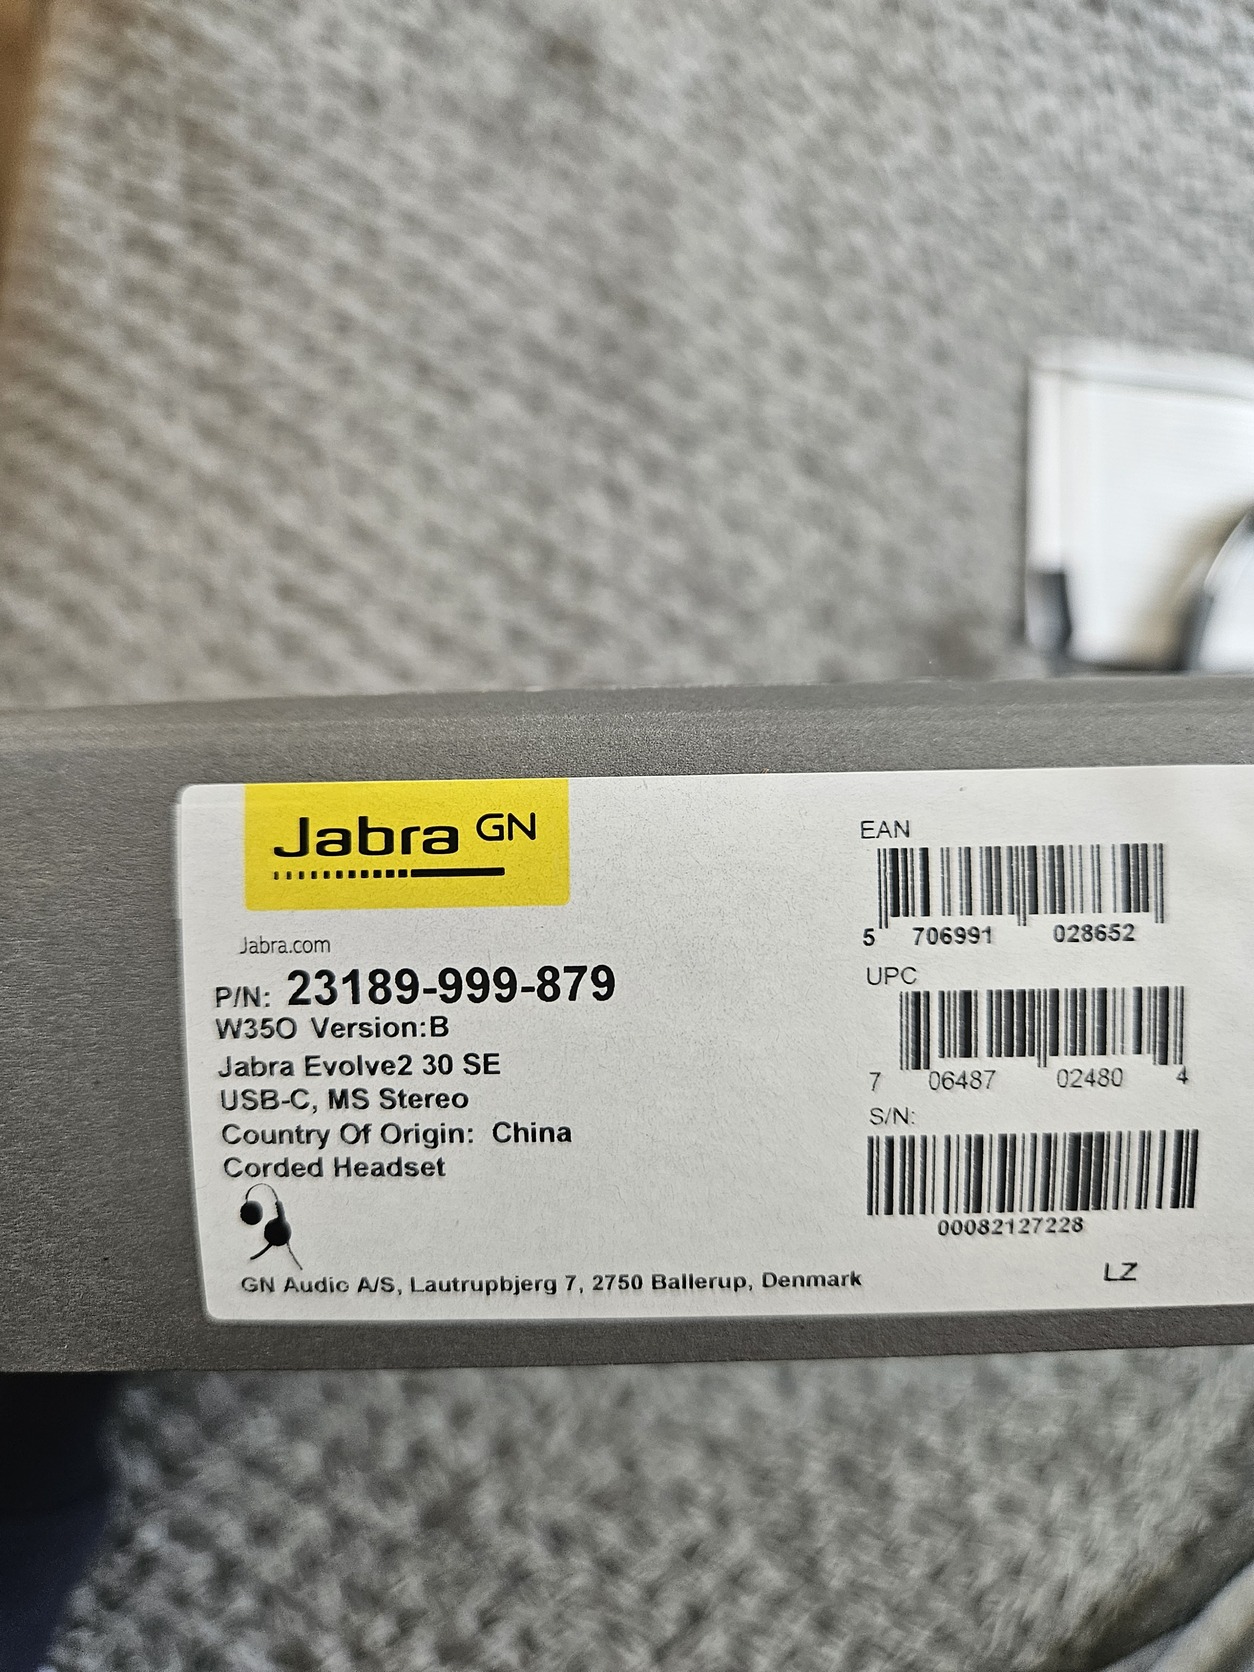 Jabra GN
Jabra.com
P/N: 23189-999-879
W35O Version:B
Jabra Evolve2 30 SE
USB-C, MS Stereo
Country Of Origin: China
Corded Headset
GN Audio A/S, Lautrupbjerg 7, 2750 Ballerup, Denmark
EAN
5 706991 028652
UPC
7 06487 02480 4
S/N:
00082127228
LZ